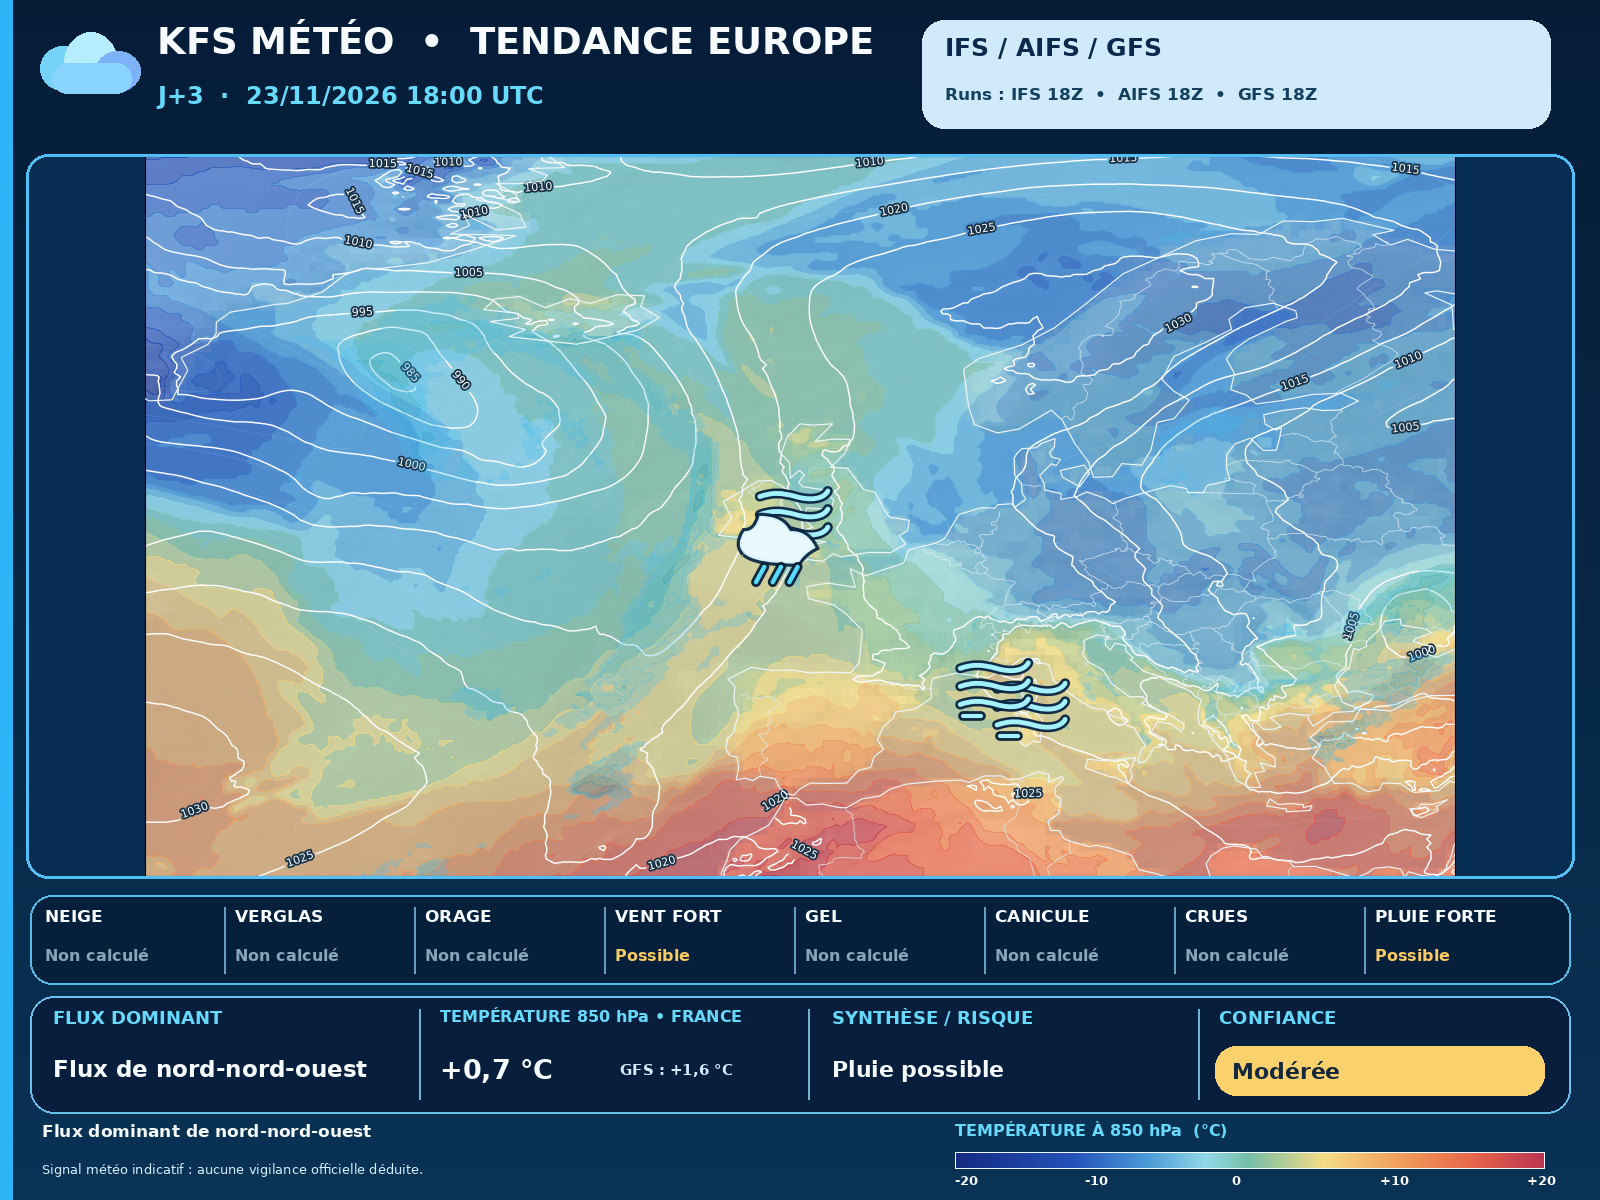 KFS MÉTÉO • TENDANCE EUROPE
J+3 · 23/11/2026 18:00 UTC
IFS / AIFS / GFS
Runs : IFS 18Z • AIFS 18Z • GFS 18Z
1015
1010
1015
1010
1015
1015
1010
1015
1010
1020
1025
1010
1005
995
1030
985
990
1010
1015
1005
1000
1005
1000
1030
1020
1025
1025
1025
1020
NEIGE
Non calculé
VERGLAS
Non calculé
ORAGE
Non calculé
VENT FORT
Possible
GEL
Non calculé
CANICULE
Non calculé
CRUES
Non calculé
PLUIE FORTE
Possible
FLUX DOMINANT
Flux de nord-nord-ouest
TEMPÉRATURE 850 hPa • FRANCE
+0,7 °C
GFS : +1,6 °C
SYNTHÈSE / RISQUE
Pluie possible
CONFIANCE
Modérée
Flux dominant de nord-nord-ouest
Signal météo indicatif : aucune vigilance officielle déduite.
TEMPÉRATURE À 850 hPa (°C)
-20 -10 0 +10 +20